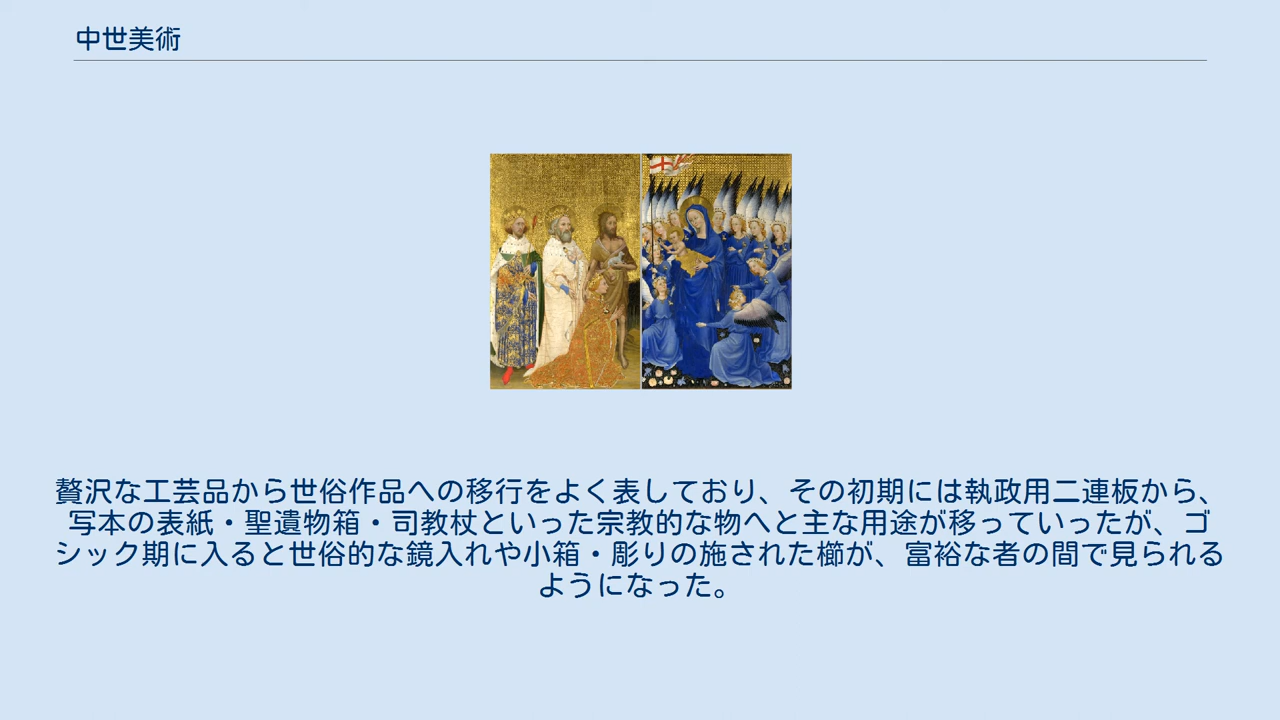 中世美術
贅沢な工芸品から世俗作品への移行をよく表しており、その初期には執政用二連板から、
写本の表紙・聖遺物箱・司教杖といった宗教的な物へと主な用途が移っていったが、ゴ
シック期に入ると世俗的な鏡入れや小箱・彫りの施された櫛が、富裕な者の間で見られる
ようになった。